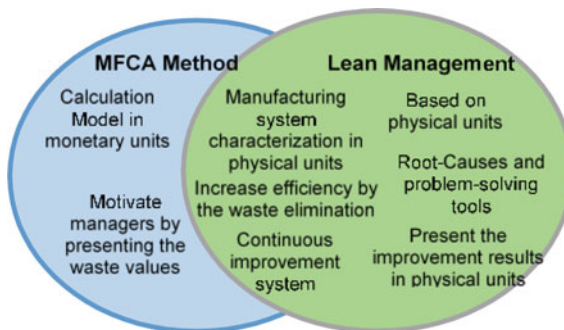 MFCA Method
Lean Management
Calculation
Model in
monetary units
Motivate
managers by
presenting the
waste values
Manufacturing
system
characterization in
physical units
Increase efficiency by
the waste elimination
Continuous
improvement
system
Based on
physical units
Root-Causes and
problem-solving
tools
Present the
improvement results
in physical units